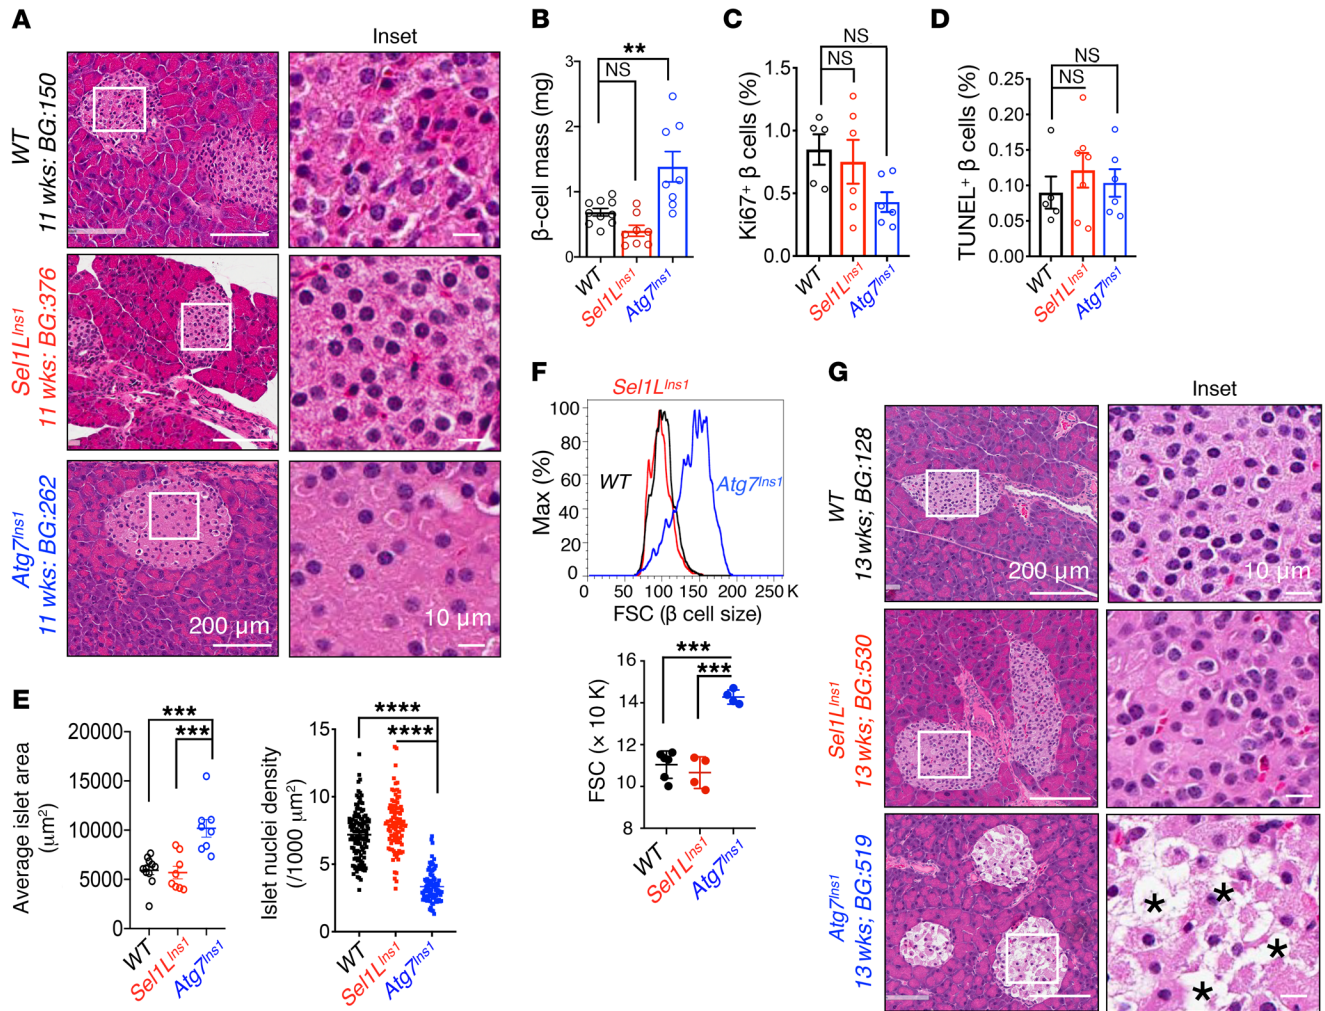 A
Inset
WT
11 wks: BG:150
Sel1L^Ins1
11 wks: BG:376
Atg7^Ins1
11 wks: BG:262
200 µm
10 µm
B
**
NS
β-cell mass (mg)
3
2
1
0
WT
Sel1L^Ins1
Atg7^Ins1
C
NS
NS
Ki67+ β cells (%)
1.5
1.0
0.5
0.0
WT
Sel1L^Ins1
Atg7^Ins1
D
NS
NS
TUNEL+ β cells (%)
0.25
0.20
0.15
0.10
0.05
0.00
WT
Sel1L^Ins1
Atg7^Ins1
E
***
***
Average islet area
(µm²)
20000
15000
10000
5000
0
WT
Sel1L^Ins1
Atg7^Ins1
****
****
Islet nuclei density
(/1000 µm²)
15
10
5
0
WT
Sel1L^Ins1
Atg7^Ins1
F
Sel1L^Ins1
WT
Atg7^Ins1
Max (%)
100
80
60
40
20
0
0 50 100 150 200 250 K
FSC (β cell size)
***
***
FSC (× 10 K)
16
14
12
10
8
WT
Sel1L^Ins1
Atg7^Ins1
G
Inset
WT
13 wks; BG:128
200 µm
10 µm
Sel1L^Ins1
13 wks; BG:530
Atg7^Ins1
13 wks; BG:519
*
*
*
*